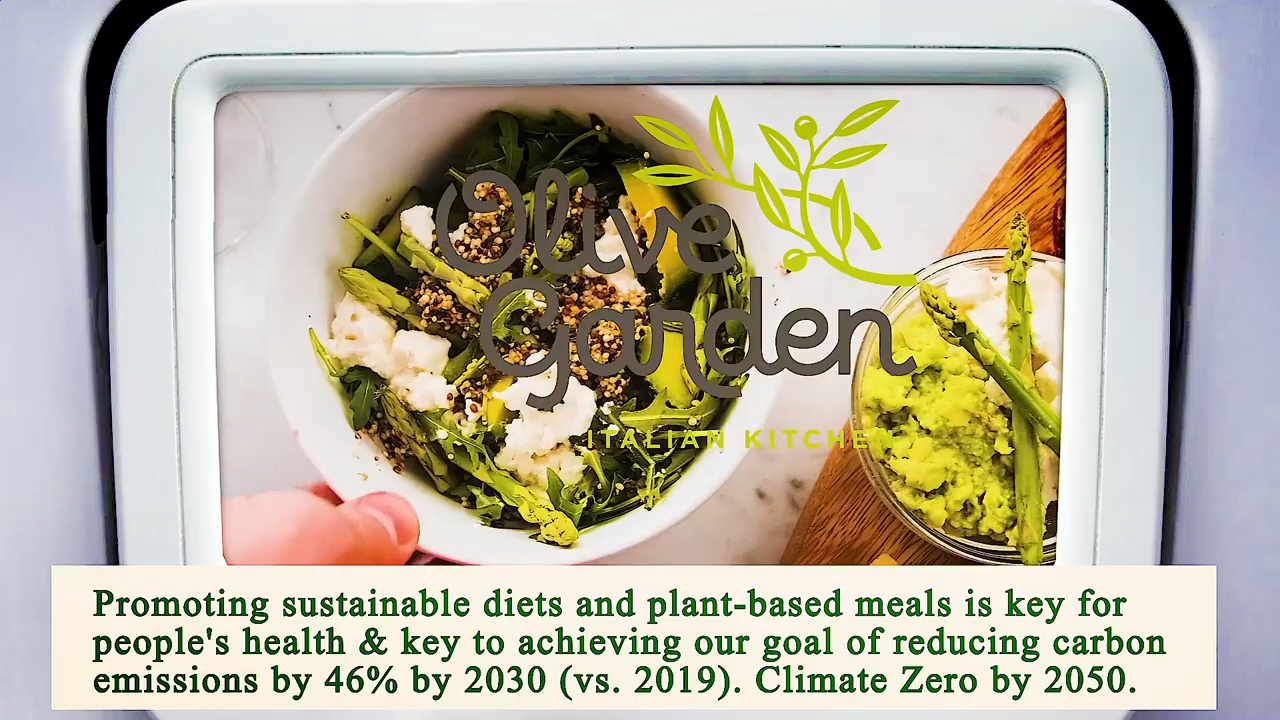 Olive
Garden
ITALIAN KITCHEN
Promoting sustainable diets and plant-based meals is key for
people's health & key to achieving our goal of reducing carbon
emissions by 46% by 2030 (vs. 2019). Climate Zero by 2050.